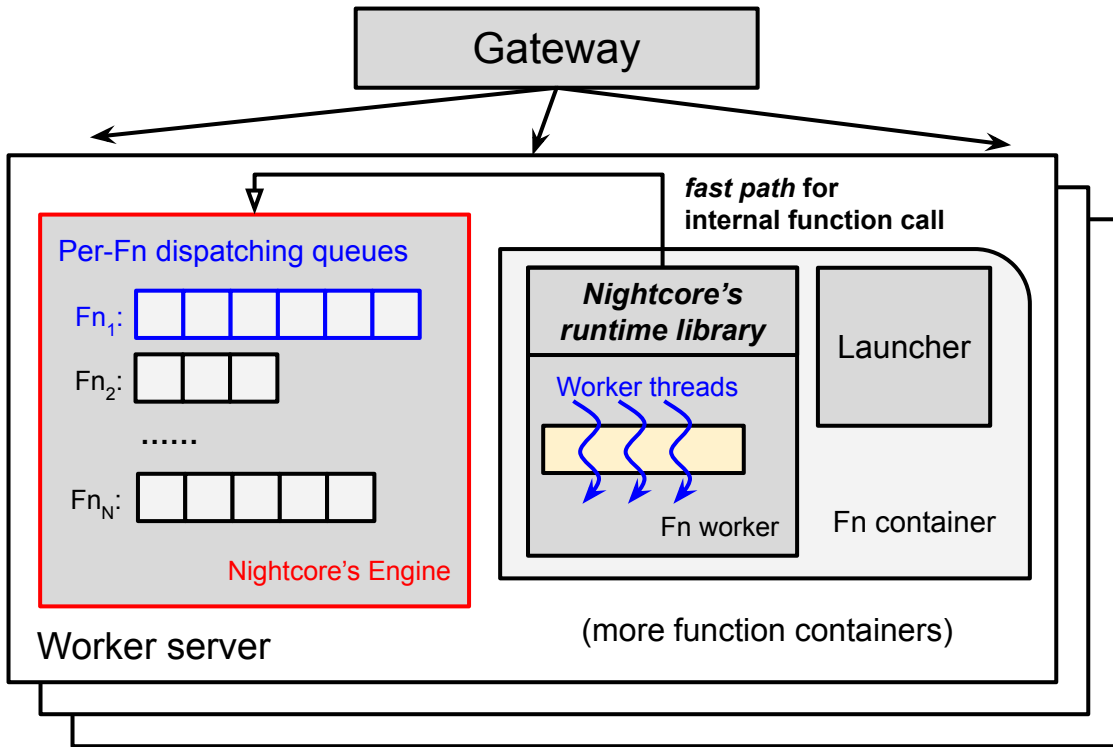 Gateway
fast path for
internal function call
Per-Fn dispatching queues
Fn₁:
Fn₂:
......
Fn_N:
Nightcore's Engine
Nightcore's
runtime library
Worker threads
Fn worker
Launcher
Fn container
(more function containers)
Worker server